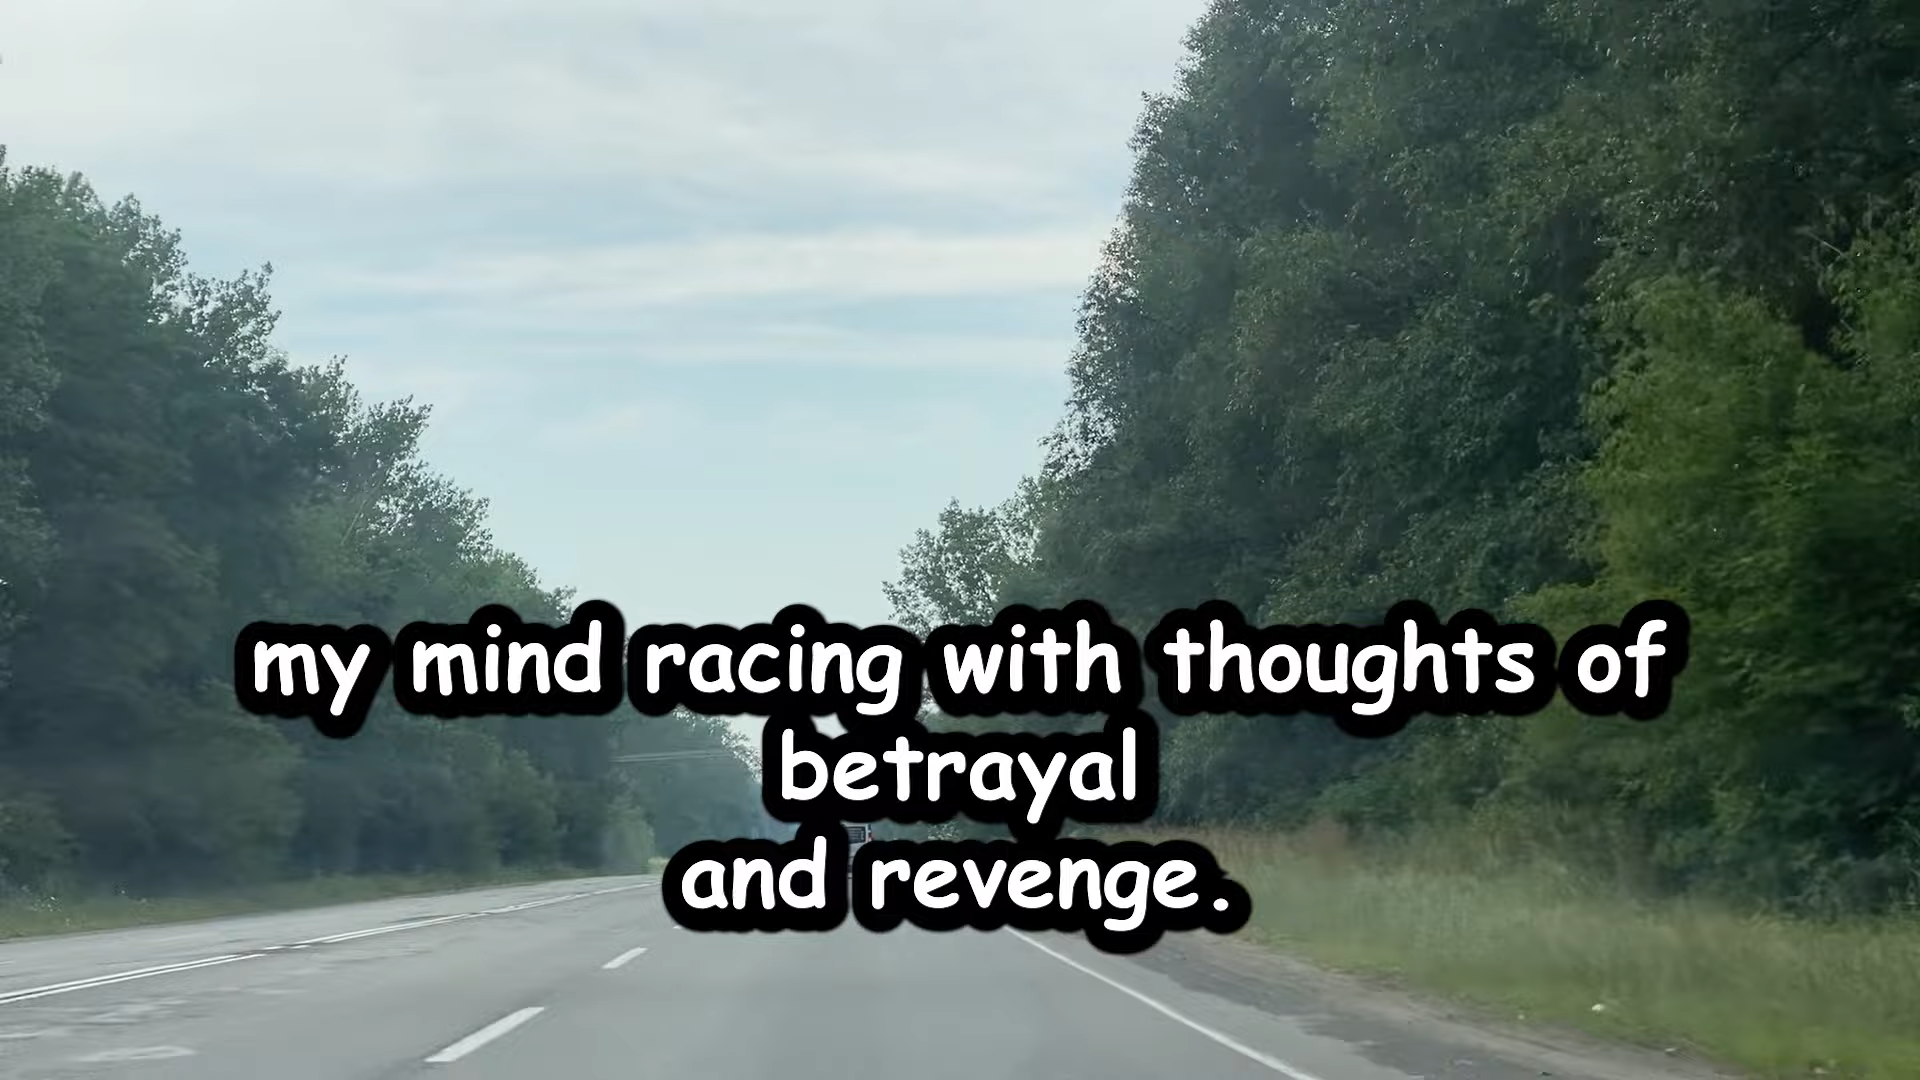 my mind racing with thoughts of
betrayal
and revenge.